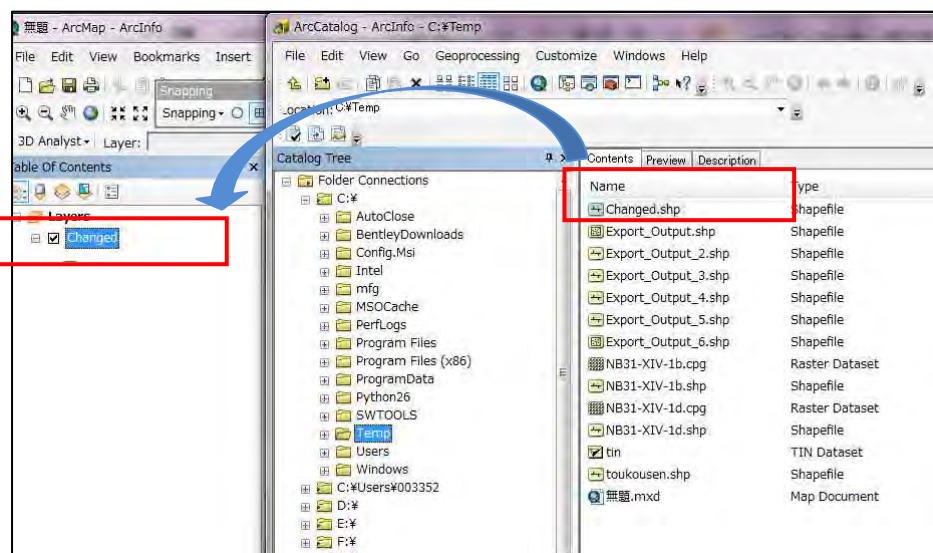 無題 - ArcMap - ArcInfo
File Edit View Bookmarks Insert
Snapping
Snapping
3D Analyst Layer:
Table Of Contents
Layers
Changed
ArcCatalog - ArcInfo - C:¥Temp
File Edit View Go Geoprocessing Customize Windows Help
Location: C:¥Temp
Catalog Tree
Folder Connections
C:¥
AutoClose
BentleyDownloads
Config.Msi
Intel
mfg
MSOCache
PerfLogs
Program Files
Program Files (x86)
ProgramData
Python26
SWTOOLS
Temp
Users
Windows
C:¥Users¥003352
D:¥
E:¥
F:¥
Contents Preview Description
Name Type
Changed.shp Shapefile
Export_Output.shp Shapefile
Export_Output_2.shp Shapefile
Export_Output_3.shp Shapefile
Export_Output_4.shp Shapefile
Export_Output_5.shp Shapefile
Export_Output_6.shp Shapefile
NB31-XIV-1b.cpg Raster Dataset
NB31-XIV-1b.shp Shapefile
NB31-XIV-1d.cpg Raster Dataset
NB31-XIV-1d.shp Shapefile
tin TIN Dataset
toukousen.shp Shapefile
無題.mxd Map Document